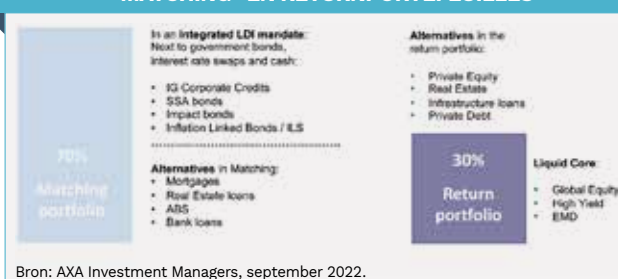 MATCHING- EN RETURNPORTEFEUILLES
70%
Matching
portfolio
In an integrated LDI mandate:
Next to government bonds,
interest rate swaps and cash:
• IG Corporate Credits
• SSA bonds
• Impact bonds
• Inflation Linked Bonds / ILS
Alternatives in Matching:
• Mortgages
• Real Estate loans
• ABS
• Bank loans
Alternatives in the
return portfolio:
• Private Equity
• Real Estate
• Infrastructure loans
• Private Debt
30%
Return
portfolio
Liquid Core:
• Global Equity
• High Yield
• EMD
Bron: AXA Investment Managers, september 2022.